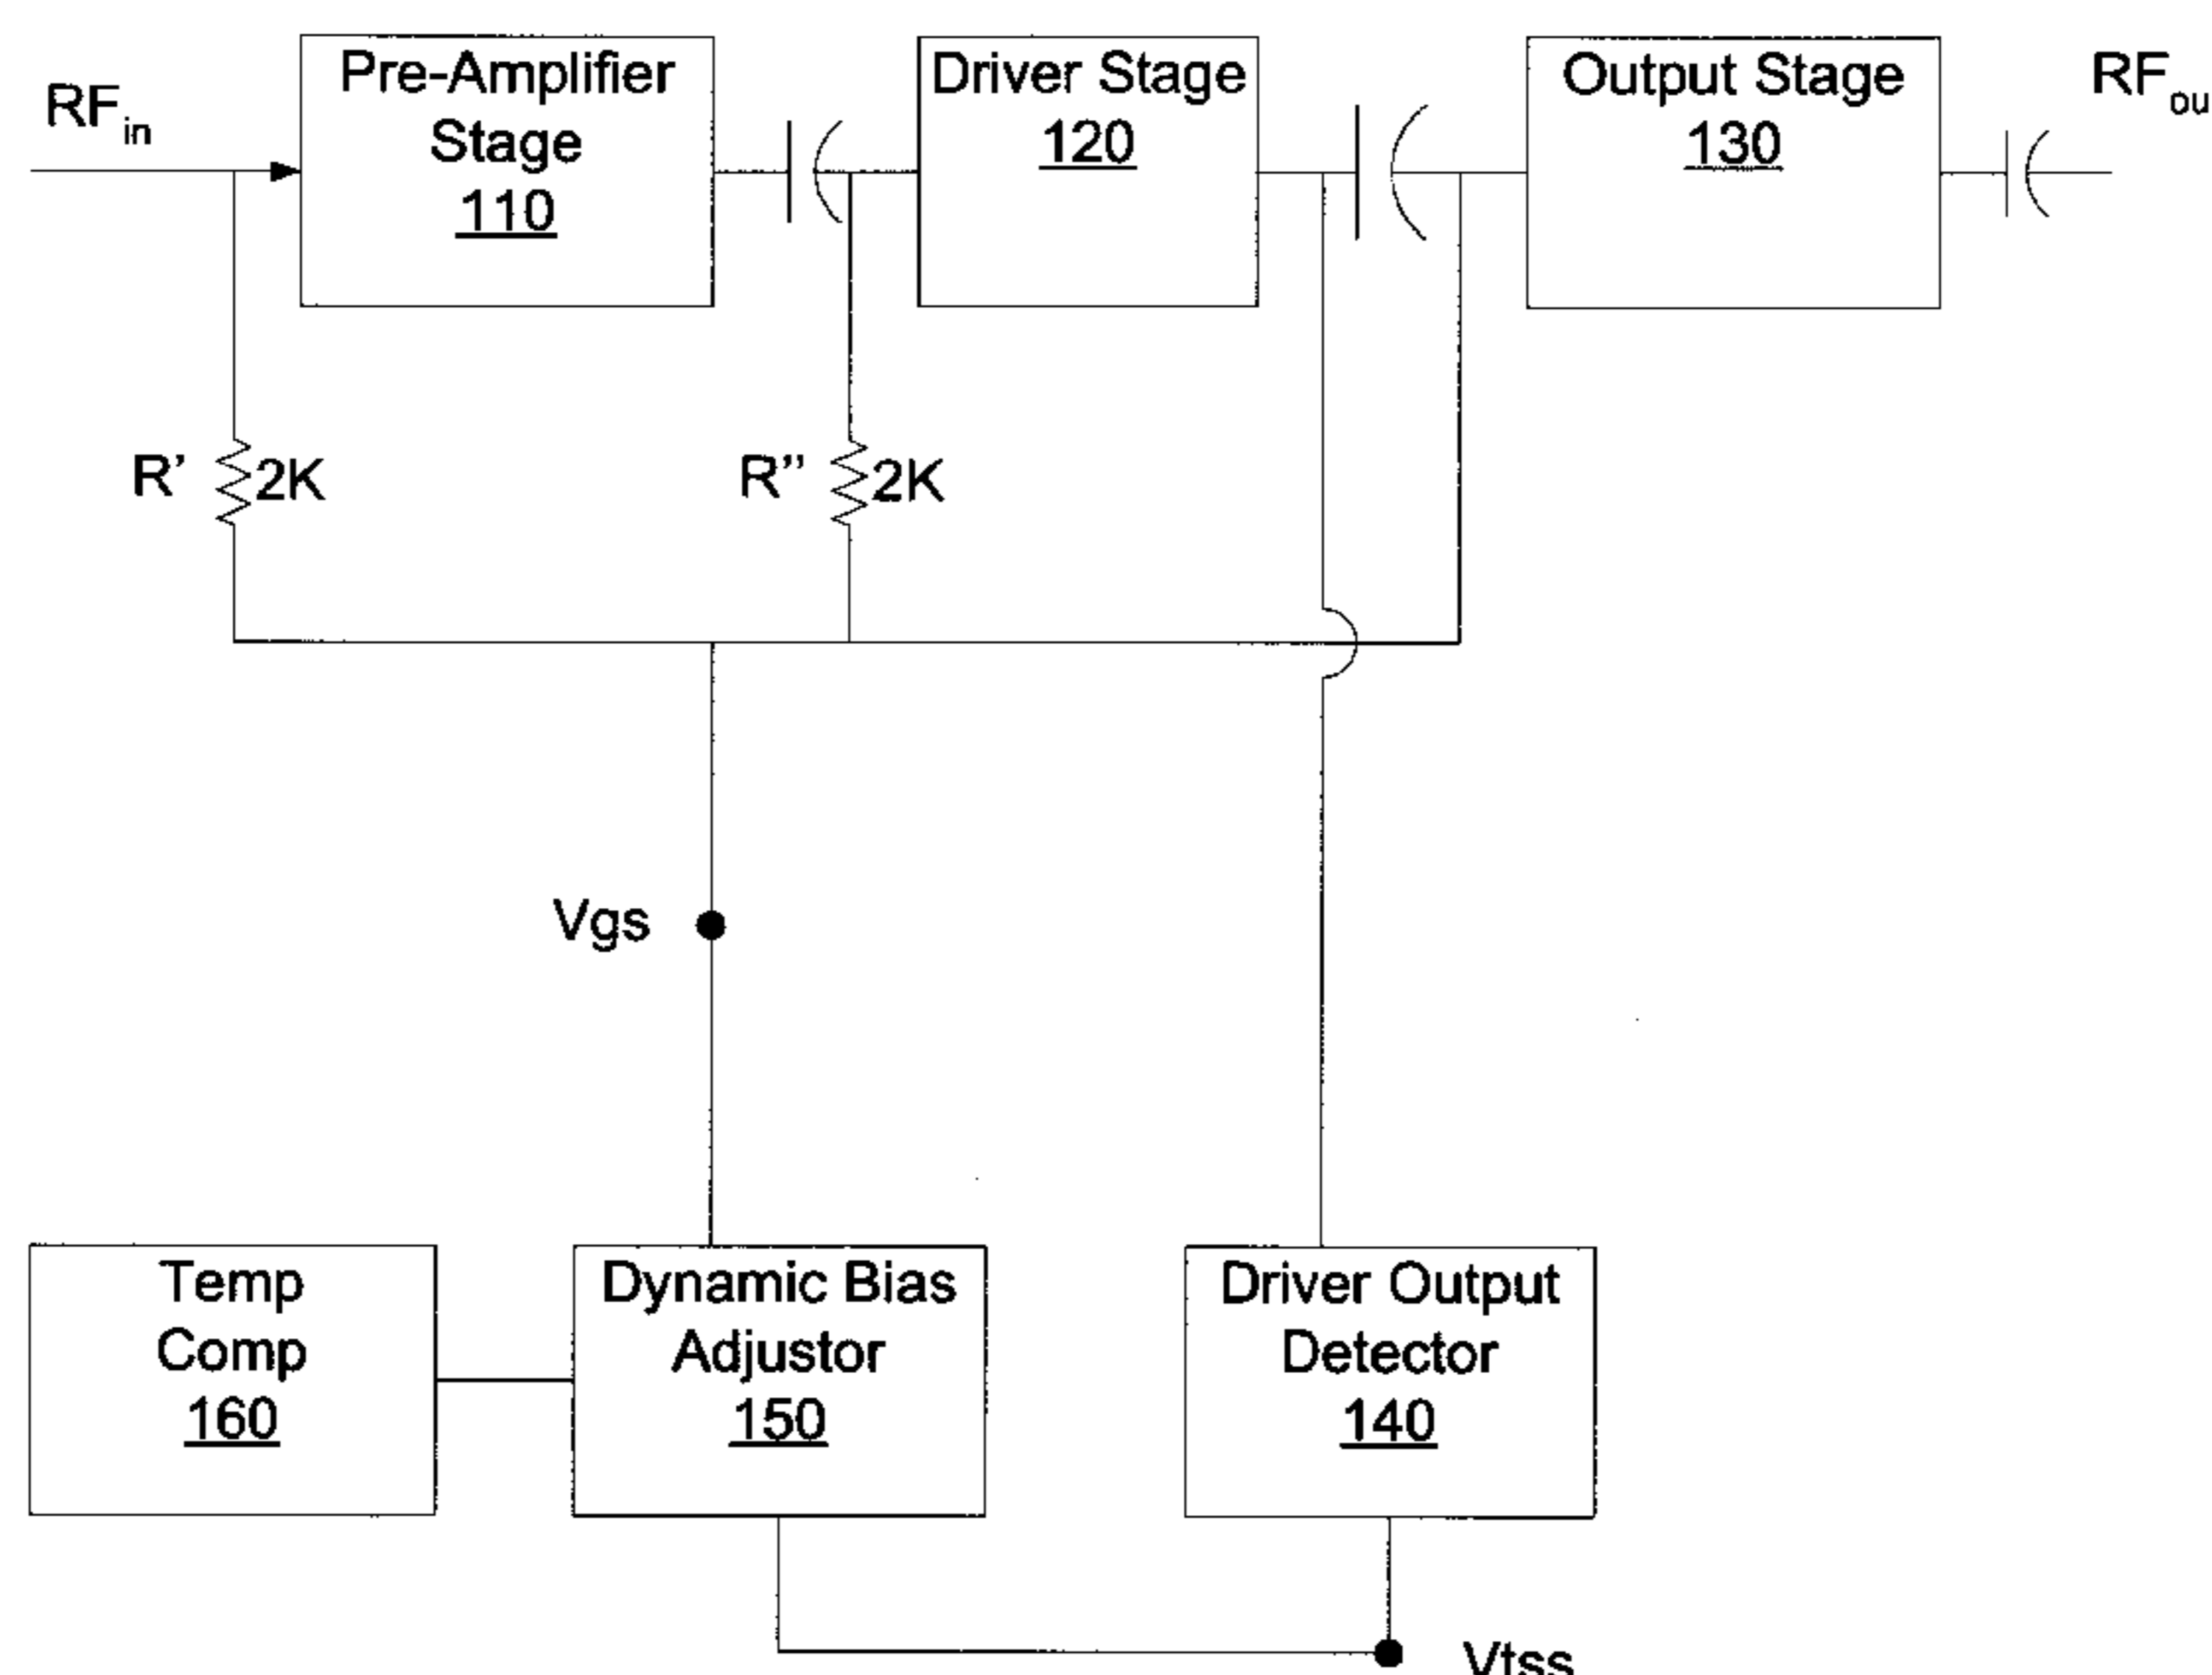 RFin
Pre-Amplifier
Stage
110
Driver Stage
120
Output Stage
130
RFou
R’
2K
R’’
2K
Vgs
Temp
Comp
160
Dynamic Bias
Adjustor
150
Driver Output
Detector
140
Vtss